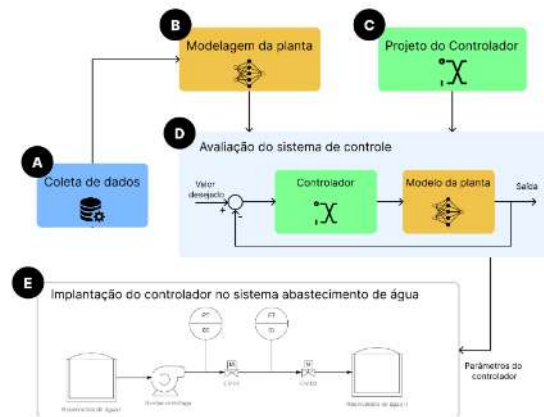 B
Modelagem da planta
C
Projeto do Controlador
D
Avaliação do sistema de controle
A
Coleta de dados
Valor
desejado
+
-
Controlador
Modelo da planta
Saída
E
Implantação do controlador no sistema abastecimento de água
Parâmetros do
controlador